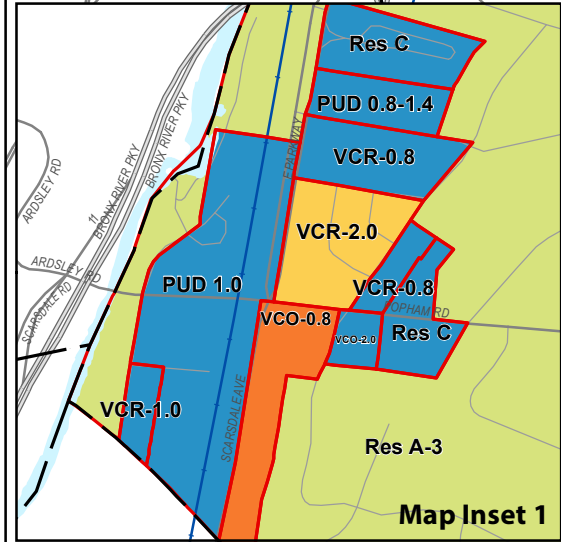 Res C
PUD 0.8-1.4
E PARKWAY
VCR-0.8
BRONX RIVER PKY
BRONX RIVER PKY
11
ARDSLEY RD
VCR-2.0
ARDSLEY RD
SCARSDALE RD
PUD 1.0
VCR-0.8
OPHAM RD
VCO-0.8
VCO-2.0
Res C
SCARSDALE AVE
VCR-1.0
Res A-3
Map Inset 1